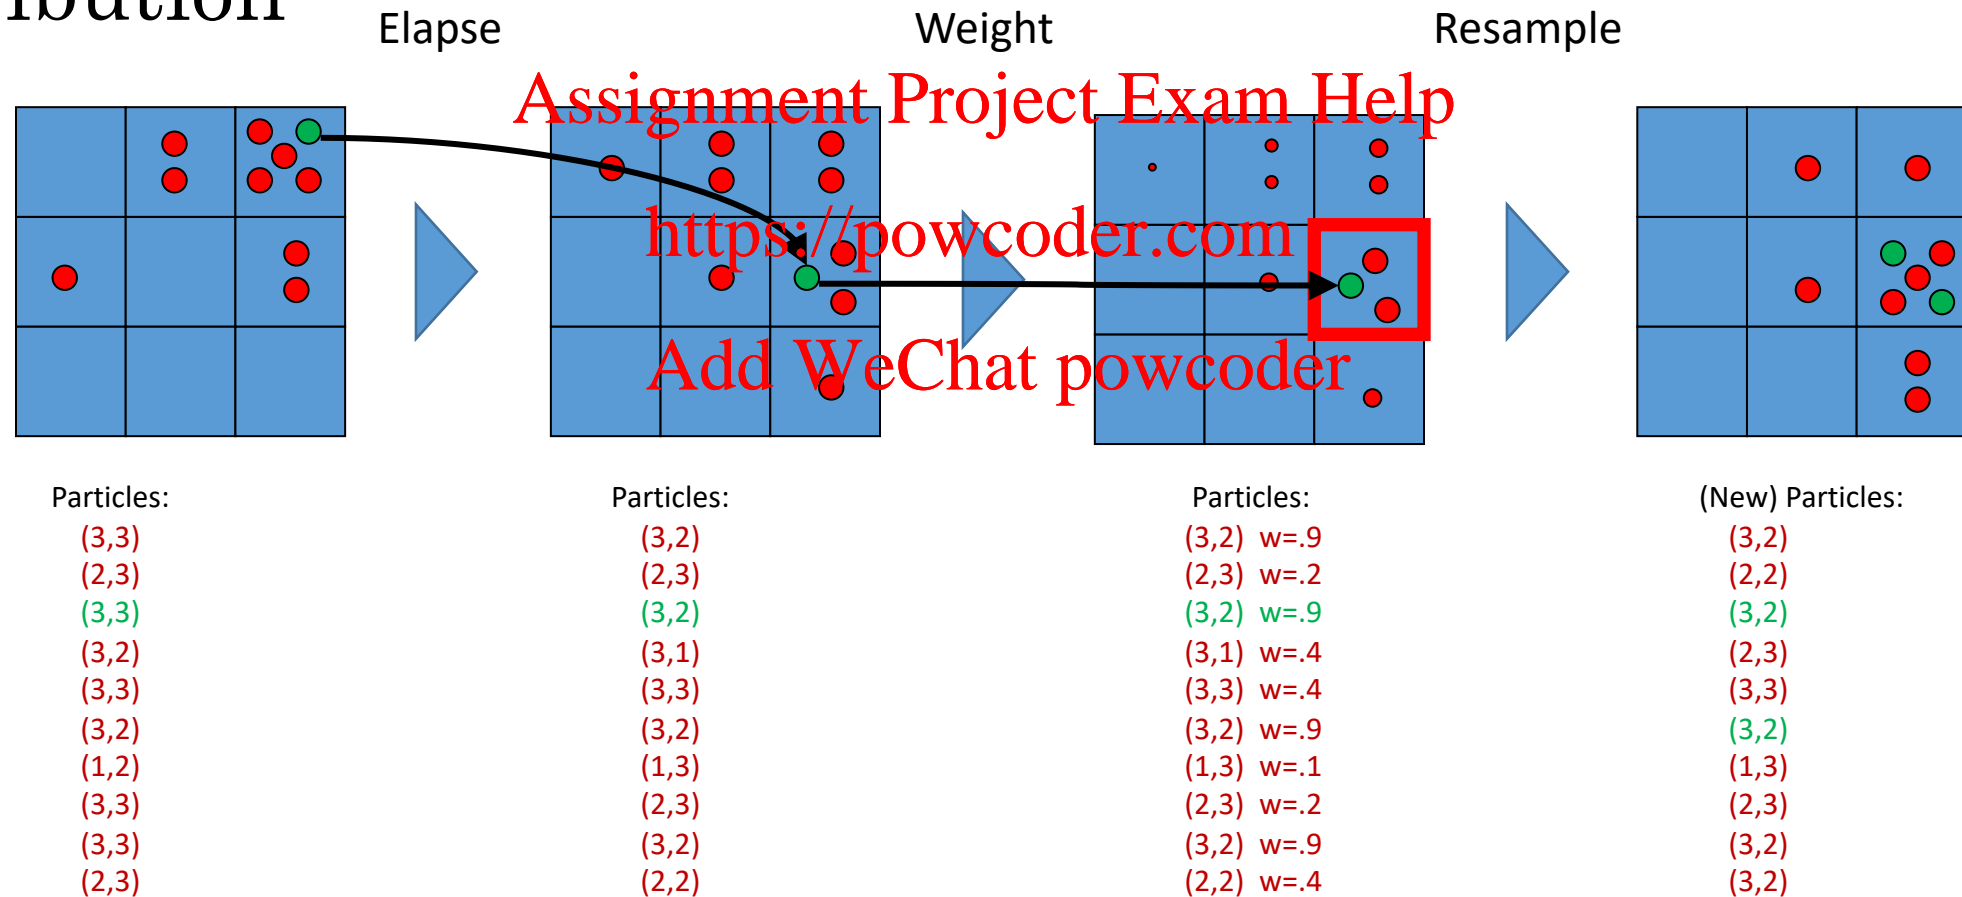 ibution
Elapse Weight Resample
Assignment Project Exam Help
https://powcoder.com
Add WeChat powcoder
Particles: Particles: Particles: (New) Particles:
(3,3) (3,2) (3,2) w=.9 (3,2)
(2,3) (2,3) (2,3) w=.2 (2,2)
(3,3) (3,2) (3,2) w=.9 (3,2)
(3,2) (3,1) (3,1) w=.4 (2,3)
(3,3) (3,3) (3,3) w=.4 (3,3)
(3,2) (3,2) (3,2) w=.9 (3,2)
(1,2) (1,3) (1,3) w=.1 (1,3)
(3,3) (2,3) (2,3) w=.2 (2,3)
(3,3) (3,2) (3,2) w=.9 (3,2)
(2,3) (2,2) (2,2) w=.4 (3,2)